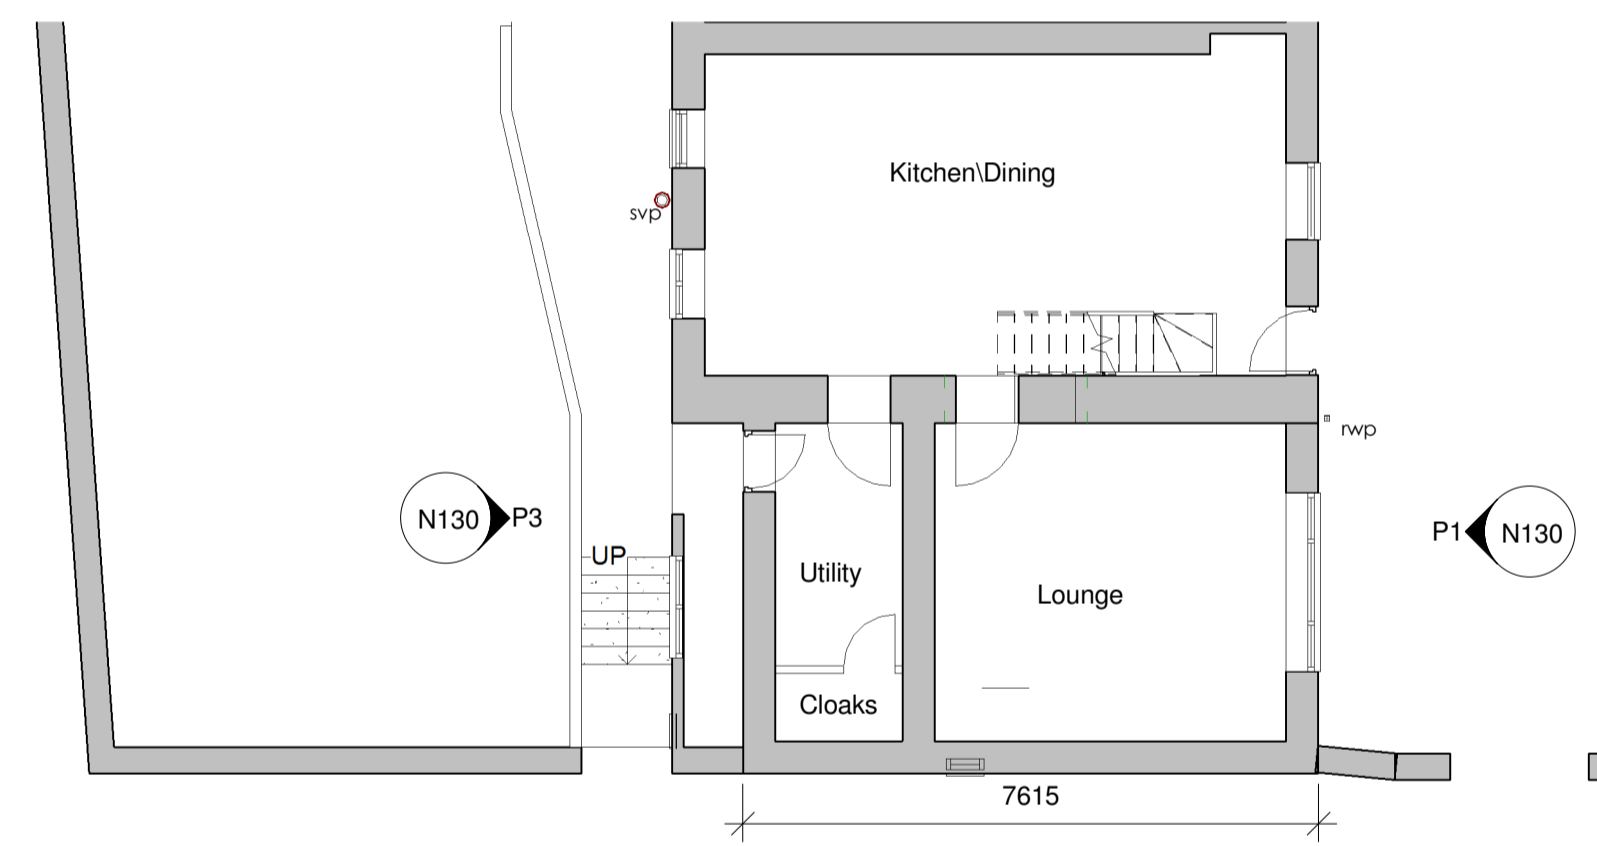 Kitchen\Dining
svp
rwp
N130
P3
P1
N130
UP
Utility
Lounge
Cloaks
7615